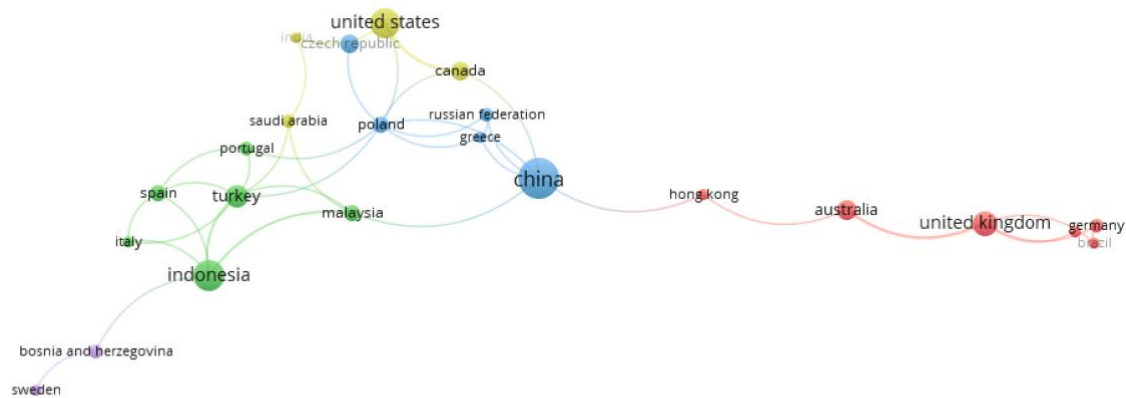 united states
india
czech republic
canada
saudi arabia
poland
russian federation
greece
portugal
china
spain
turkey
malaysia
hong kong
australia
united kingdom
germany
brazil
italy
indonesia
bosnia and herzegovina
sweden